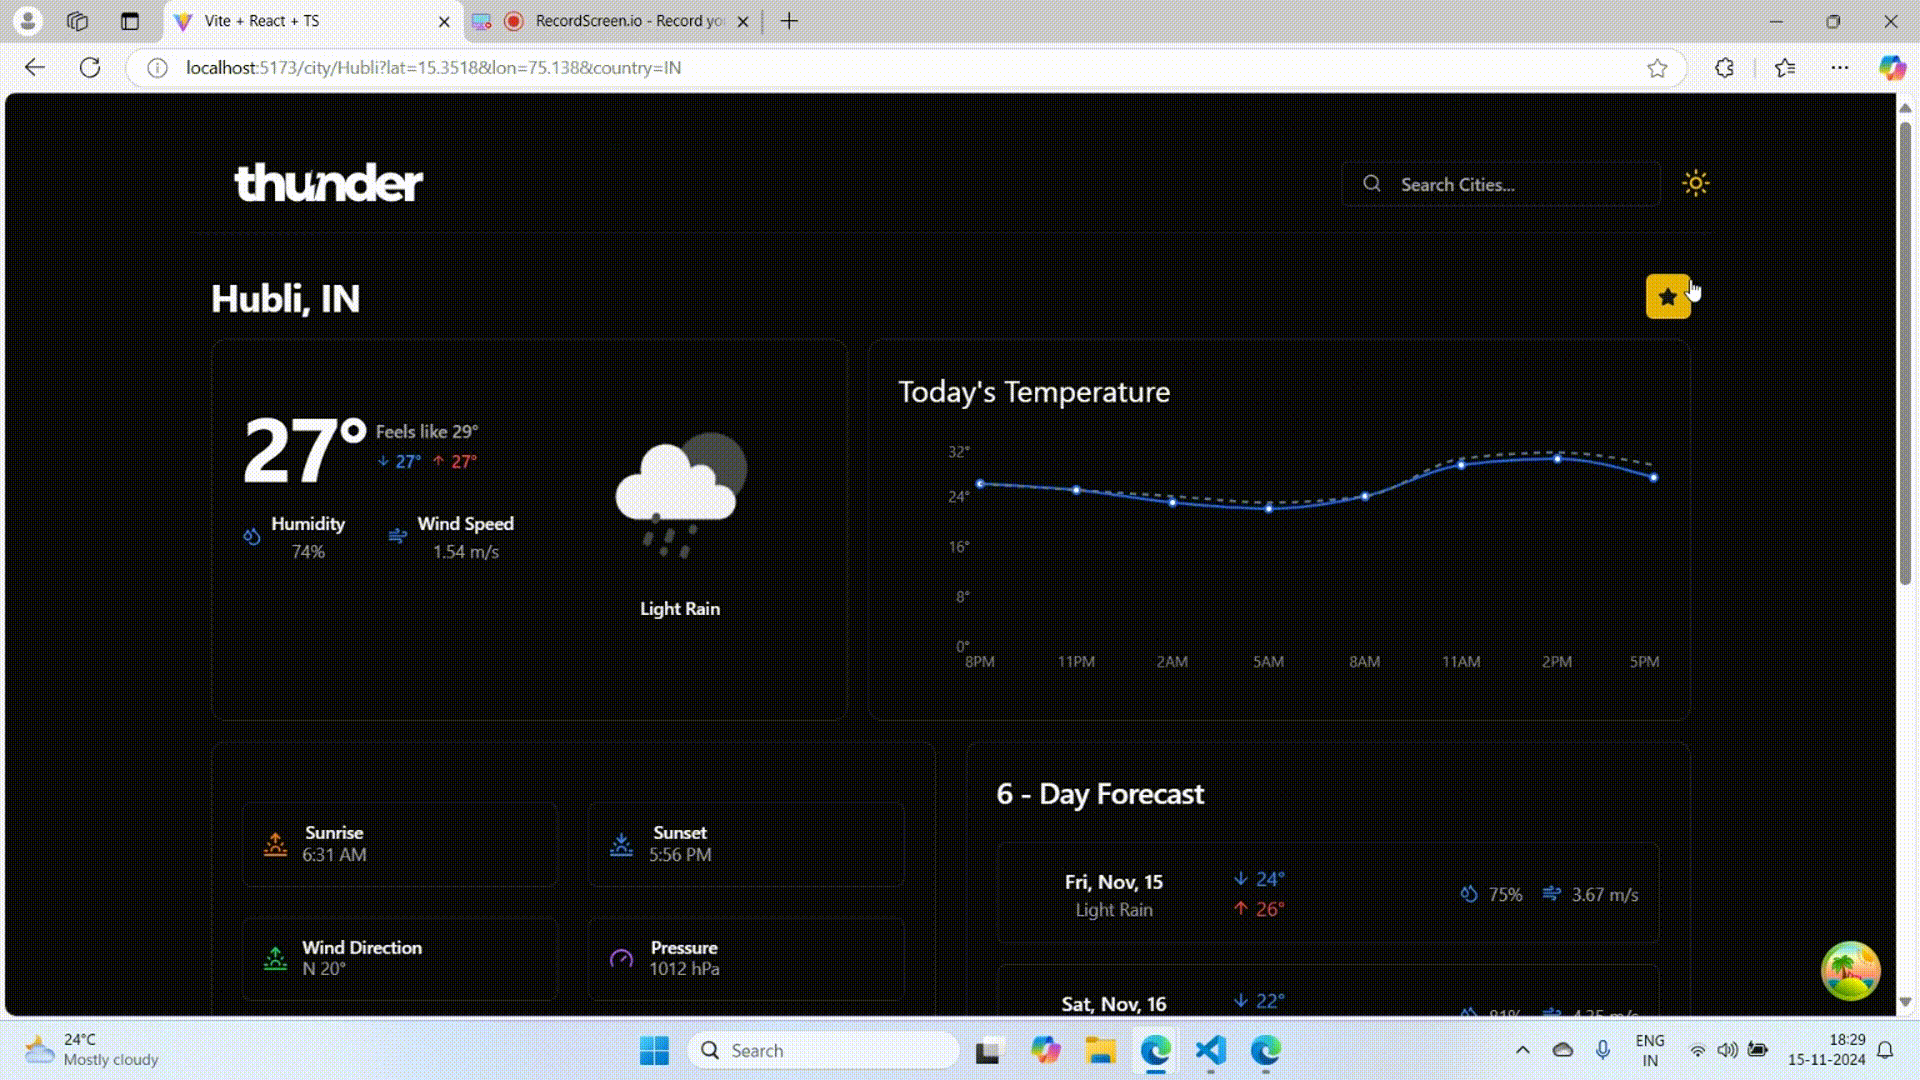 Vite + React + TS
RecordScreen.io - Record yo
localhost:5173/city/Hubli?lat=15.3518&lon=75.138&country=IN
thunder
Search Cities...
Hubli, IN
27°
Feels like 29°
↓ 27° ↑ 27°
Humidity
74%
Wind Speed
1.54 m/s
Light Rain
Today's Temperature
32°
24°
16°
8°
0°
8PM 11PM 2AM 5AM 8AM 11AM 2PM 5PM
Sunrise
6:31 AM
Sunset
5:56 PM
Wind Direction
N 20°
Pressure
1012 hPa
6 - Day Forecast
Fri, Nov, 15
Light Rain
↓ 24°
↑ 26°
75%
3.67 m/s
Sat, Nov, 16
↓ 22°
81%
4.35 m/s
24°C
Mostly cloudy
Search
ENG
IN
18:29
15-11-2024